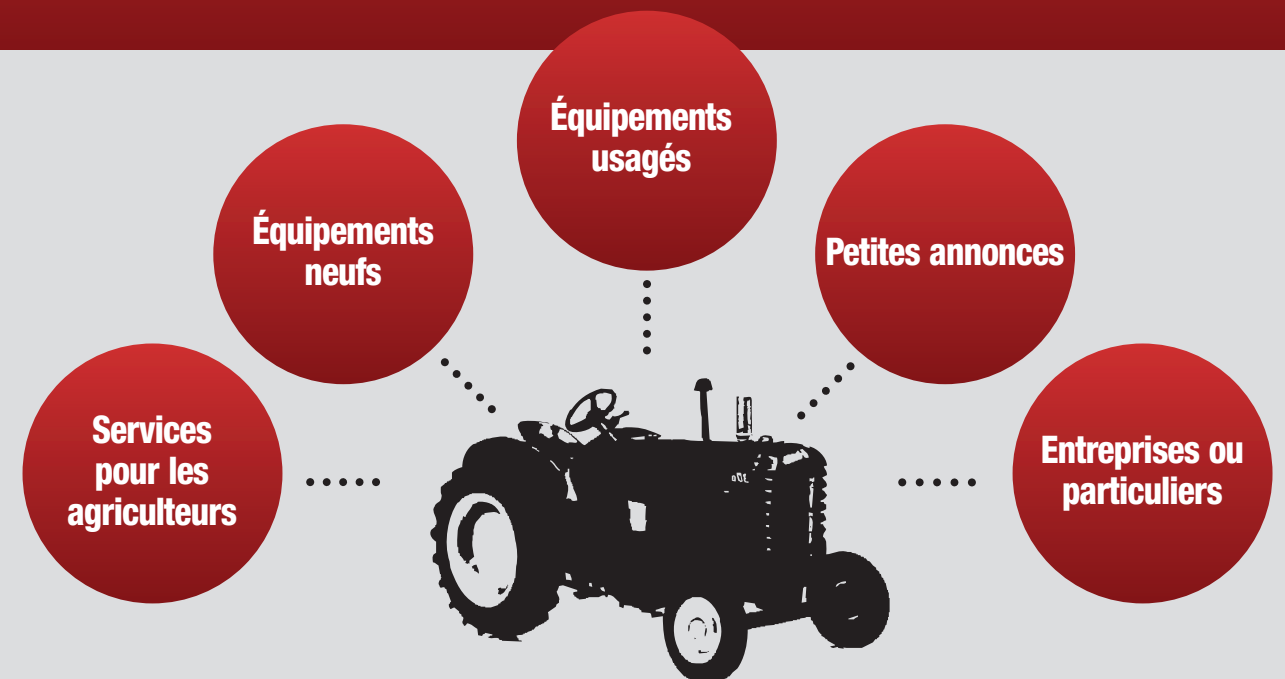 Équipements
usagés
Équipements
neufs
Petites annonces
Services
pour les
agriculteurs
Entreprises ou
particuliers